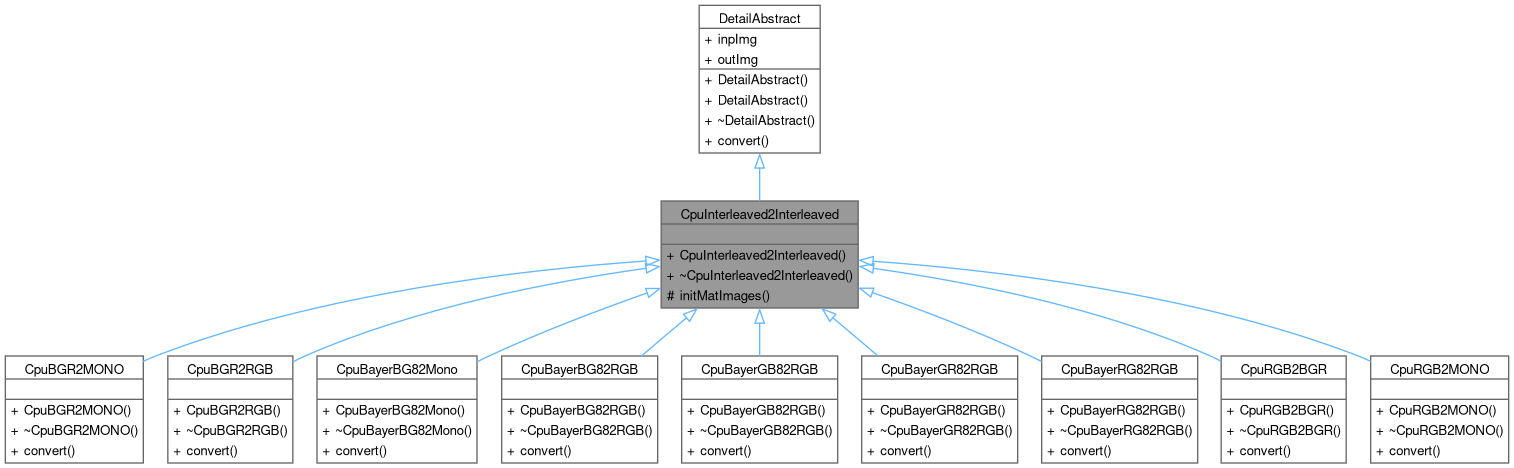 DetailAbstract
+ inpImg
+ outImg
+ DetailAbstract()
+ DetailAbstract()
+ ~DetailAbstract()
+ convert()
CpuInterleaved2Interleaved
+ CpuInterleaved2Interleaved()
+ ~CpuInterleaved2Interleaved()
# initMatImages()
CpuBGR2MONO
+ CpuBGR2MONO()
+ ~CpuBGR2MONO()
+ convert()
CpuBGR2RGB
+ CpuBGR2RGB()
+ ~CpuBGR2RGB()
+ convert()
CpuBayerBG82Mono
+ CpuBayerBG82Mono()
+ ~CpuBayerBG82Mono()
+ convert()
CpuBayerBG82RGB
+ CpuBayerBG82RGB()
+ ~CpuBayerBG82RGB()
+ convert()
CpuBayerGB82RGB
+ CpuBayerGB82RGB()
+ ~CpuBayerGB82RGB()
+ convert()
CpuBayerGR82RGB
+ CpuBayerGR82RGB()
+ ~CpuBayerGR82RGB()
+ convert()
CpuBayerRG82RGB
+ CpuBayerRG82RGB()
+ ~CpuBayerRG82RGB()
+ convert()
CpuRGB2BGR
+ CpuRGB2BGR()
+ ~CpuRGB2BGR()
+ convert()
CpuRGB2MONO
+ CpuRGB2MONO()
+ ~CpuRGB2MONO()
+ convert()